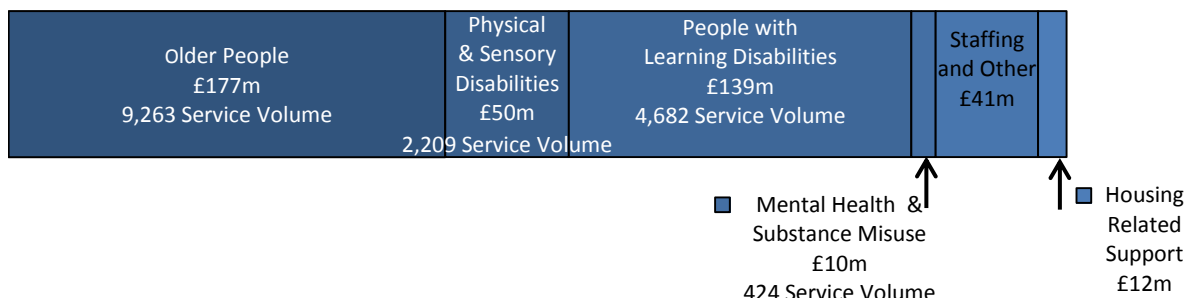 Older People
£177m
9,263 Service Volume
Physical
& Sensory
Disabilities
£50m
2,209 Service Volume
People with
Learning Disabilities
£139m
4,682 Service Volume
Staffing
and Other
£41m
Mental Health &
Substance Misuse
£10m
424 Service Volume
Housing
Related
Support
£12m